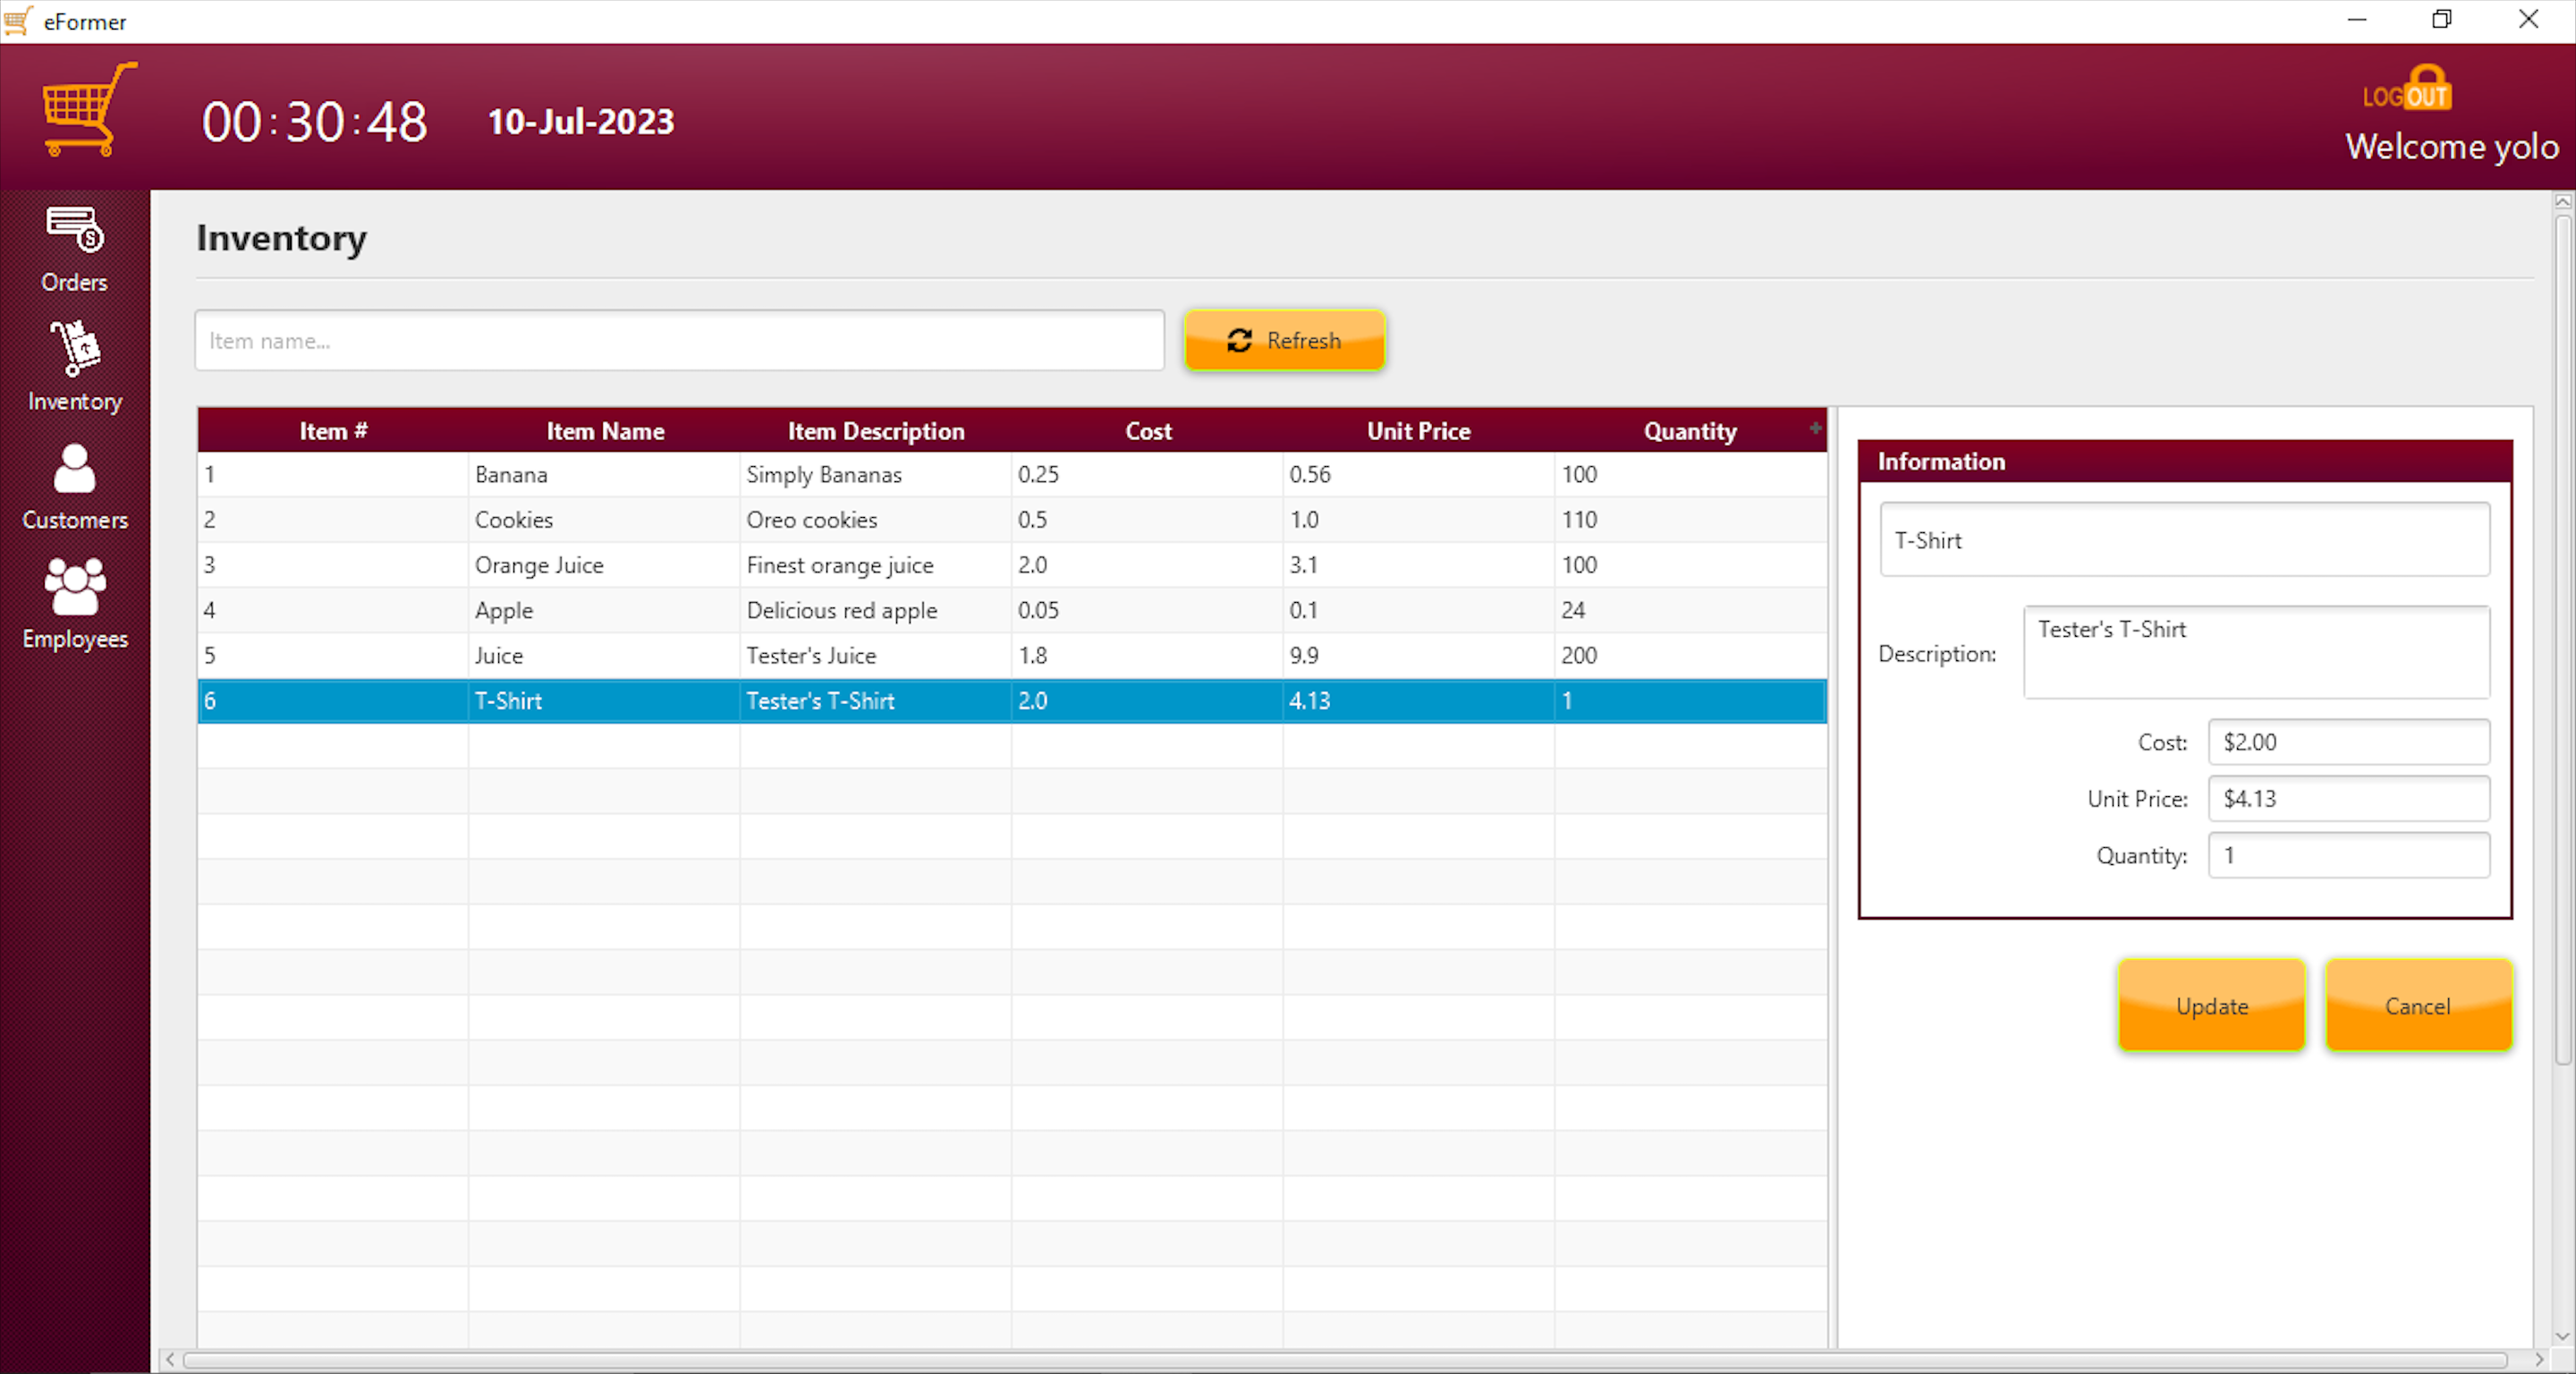 eFormer
00:30:48 10-Jul-2023
LOGOUT
Welcome yolo
Orders
Inventory
Customers
Employees
Inventory
Item name...
Refresh
Item # Item Name Item Description Cost Unit Price Quantity +
1 Banana Simply Bananas 0.25 0.56 100
2 Cookies Oreo cookies 0.5 1.0 110
3 Orange Juice Finest orange juice 2.0 3.1 100
4 Apple Delicious red apple 0.05 0.1 24
5 Juice Tester's Juice 1.8 9.9 200
6 T-Shirt Tester's T-Shirt 2.0 4.13 1
Information
T-Shirt
Description: Tester's T-Shirt
Cost: $2.00
Unit Price: $4.13
Quantity: 1
Update Cancel